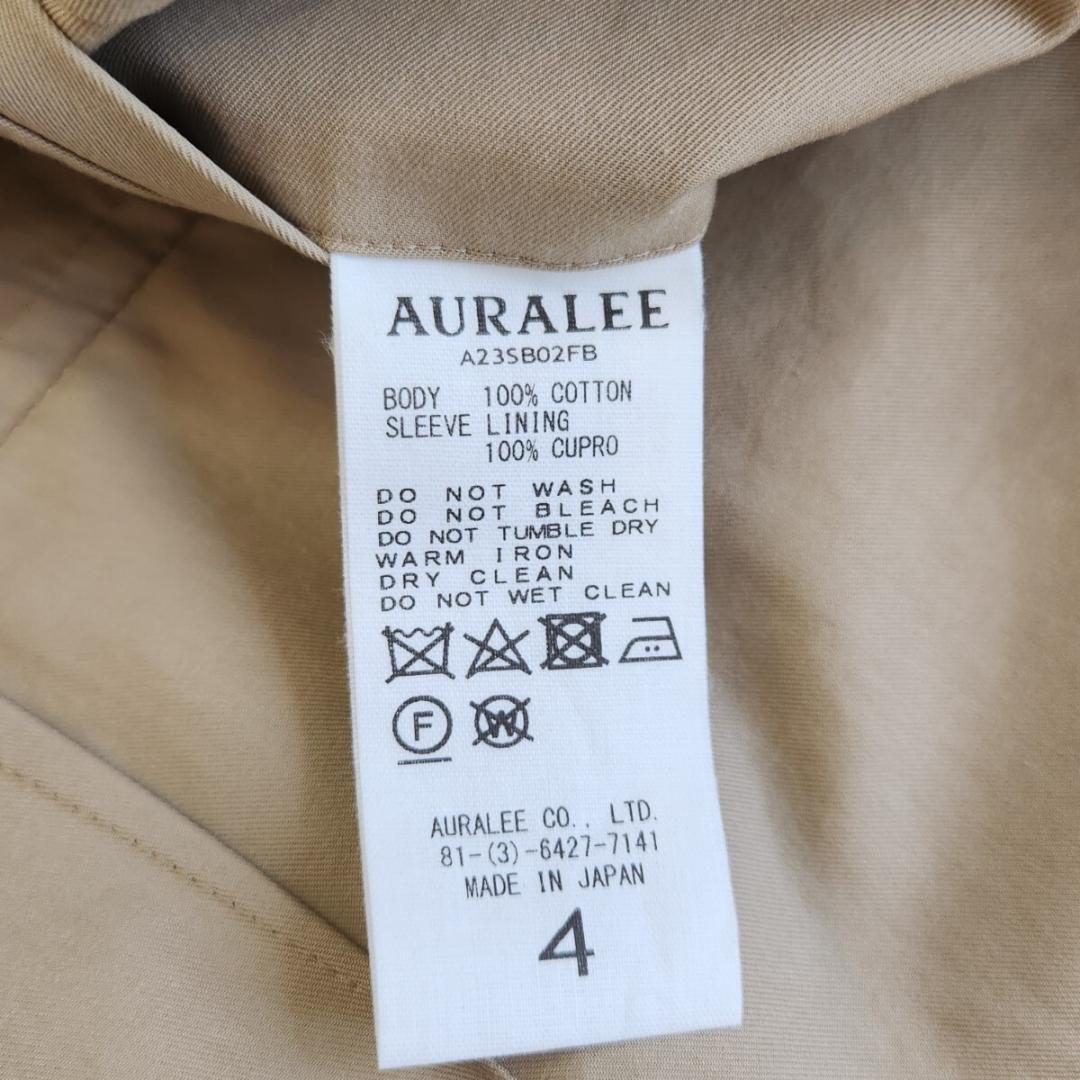 AURALEE
A23SB02FB
BODY 100% COTTON
SLEEVE LINING
100% CUPRO
DO NOT WASH
DO NOT BLEACH
DO NOT TUMBLE DRY
WARM IRON
DRY CLEAN
DO NOT WET CLEAN
F W
AURALEE CO., LTD.
81-(3)-6427-7141
MADE IN JAPAN
4